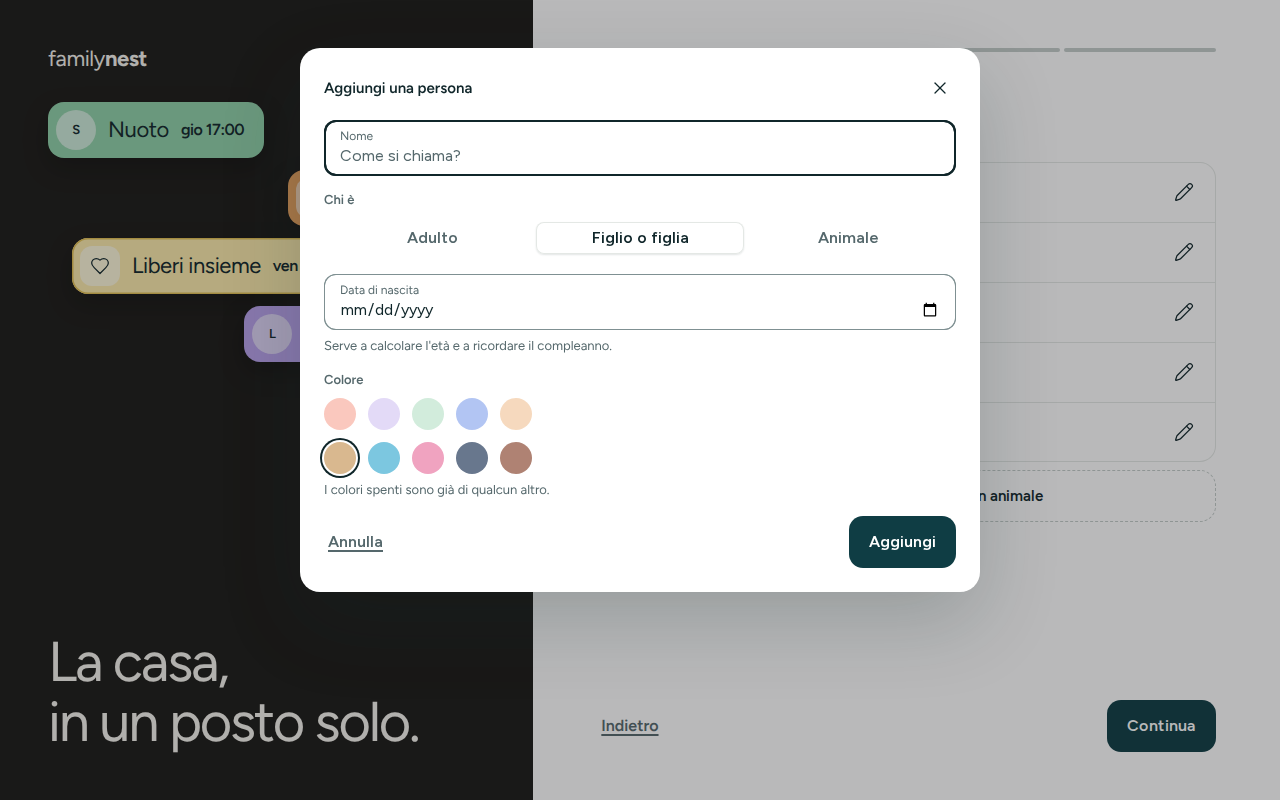 familynest
S Nuoto gio 17:00
Liberi insieme ven
L
Aggiungi una persona
Nome
Come si chiama?
Chi è
Adulto Figlio o figlia Animale
Data di nascita
mm/dd/yyyy
Serve a calcolare l'età e a ricordare il compleanno.
Colore
I colori spenti sono già di qualcun altro.
Annulla Aggiungi
n animale
La casa,
in un posto solo.
Indietro Continua